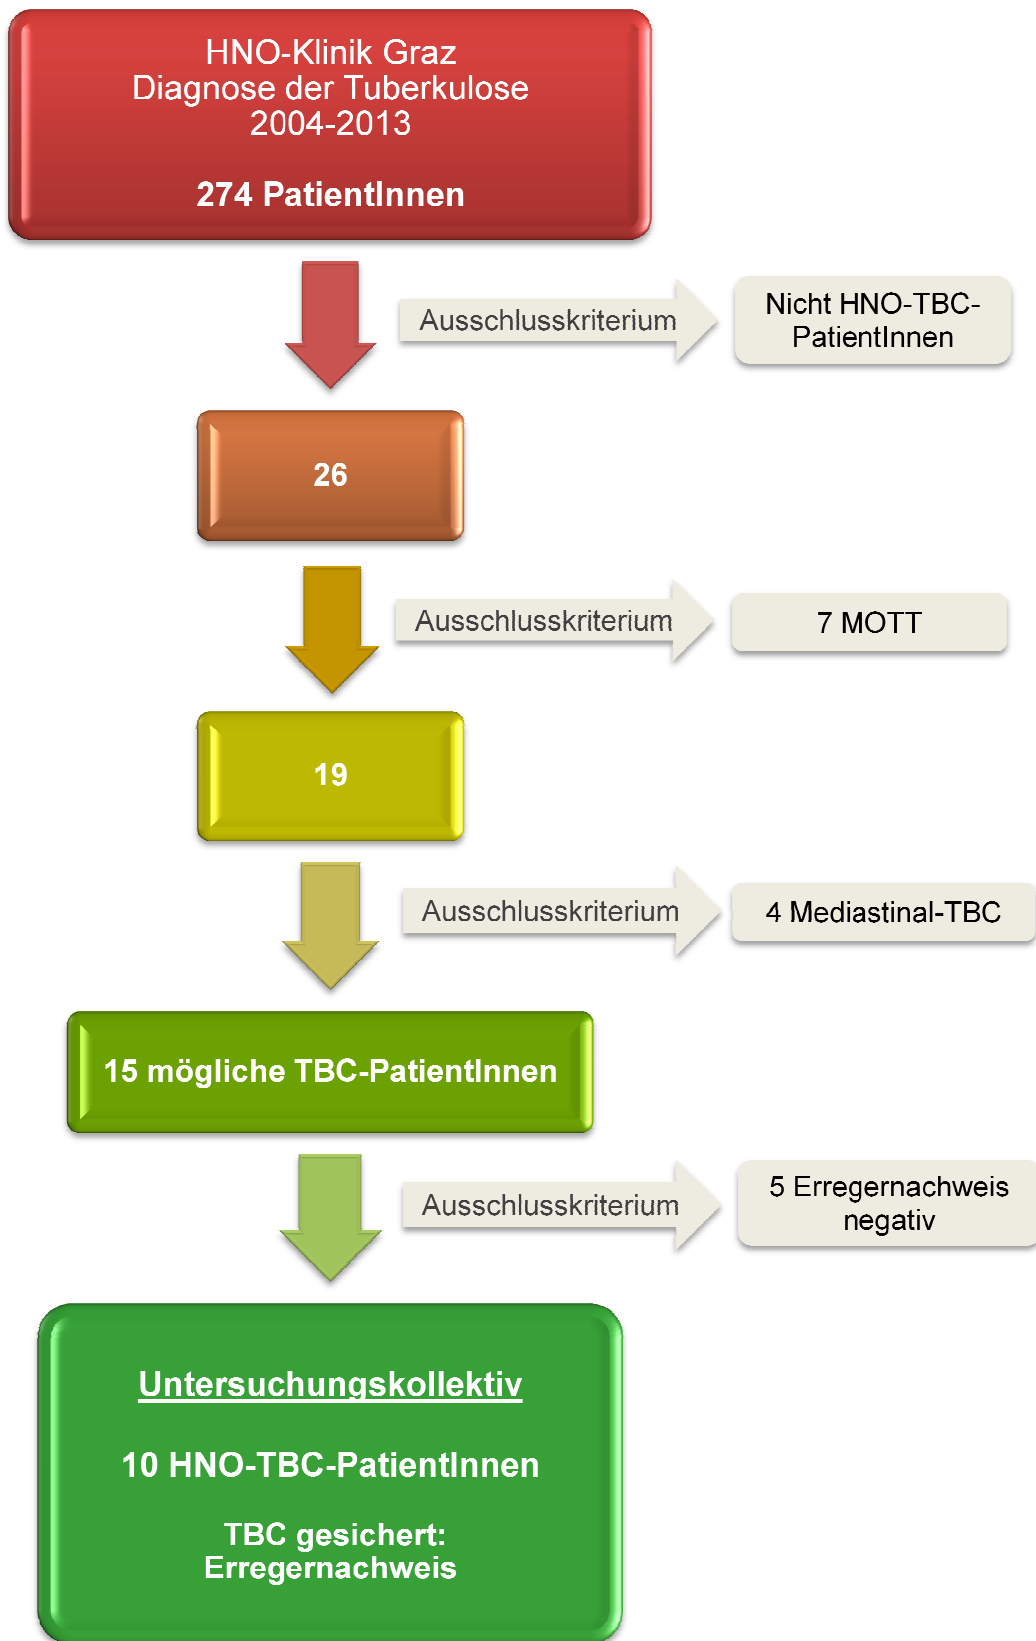 HNO-Klinik Graz
Diagnose der Tuberkulose
2004-2013
274 PatientInnen
Ausschlusskriterium
Nicht HNO-TBC-
PatientInnen
26
Ausschlusskriterium
7 MOTT
19
Ausschlusskriterium
4 Mediastinal-TBC
15 mögliche TBC-PatientInnen
Ausschlusskriterium
5 Erregernachweis
negativ
Untersuchungskollektiv
10 HNO-TBC-PatientInnen
TBC gesichert:
Erregernachweis